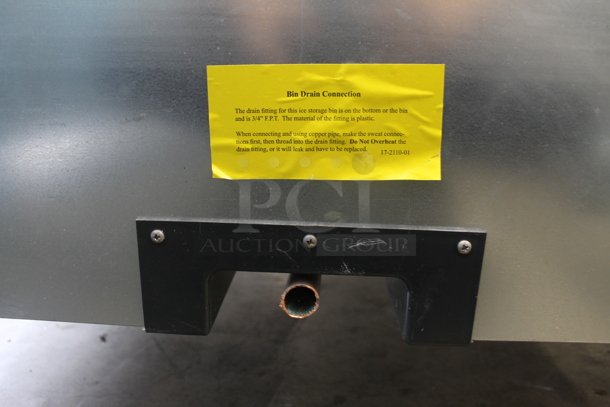 Bin Drain Connection
The drain fitting for this ice storage bin is on the bottom or the bin
and is 3/4" F.P.T. The material of the fitting is plastic.
When connecting and using copper pipe, make the sweat connec-
tions first, then thread into the drain fitting. Do Not Overheat the
drain fitting, or it will leak and have to be replaced. 17-2110-01
PCI
AUCTION GROUP